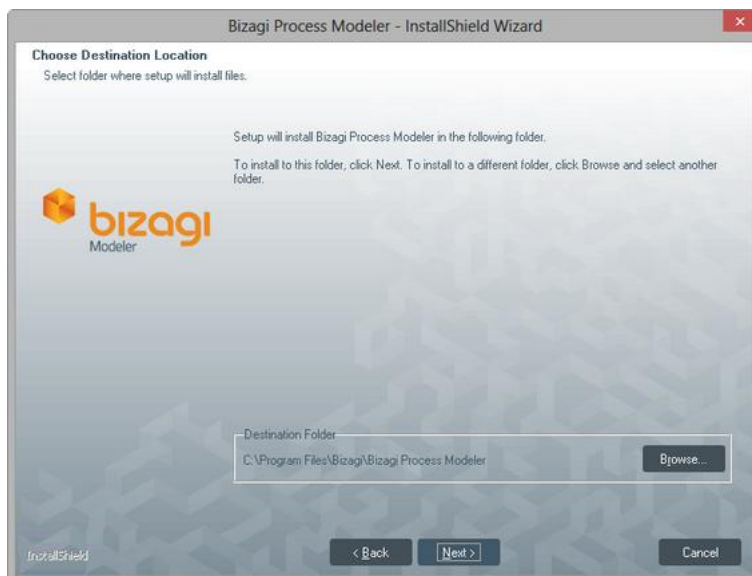 Bizagi Process Modeler - InstallShield Wizard
Choose Destination Location
Select folder where setup will install files.
Setup will install Bizagi Process Modeler in the following folder.
To install to this folder, click Next. To install to a different folder, click Browse and select another
folder.
bizagi
Modeler
Destination Folder
C:\Program Files\Bizagi\Bizagi Process Modeler
Browse...
InstallShield
< Back
Next >
Cancel